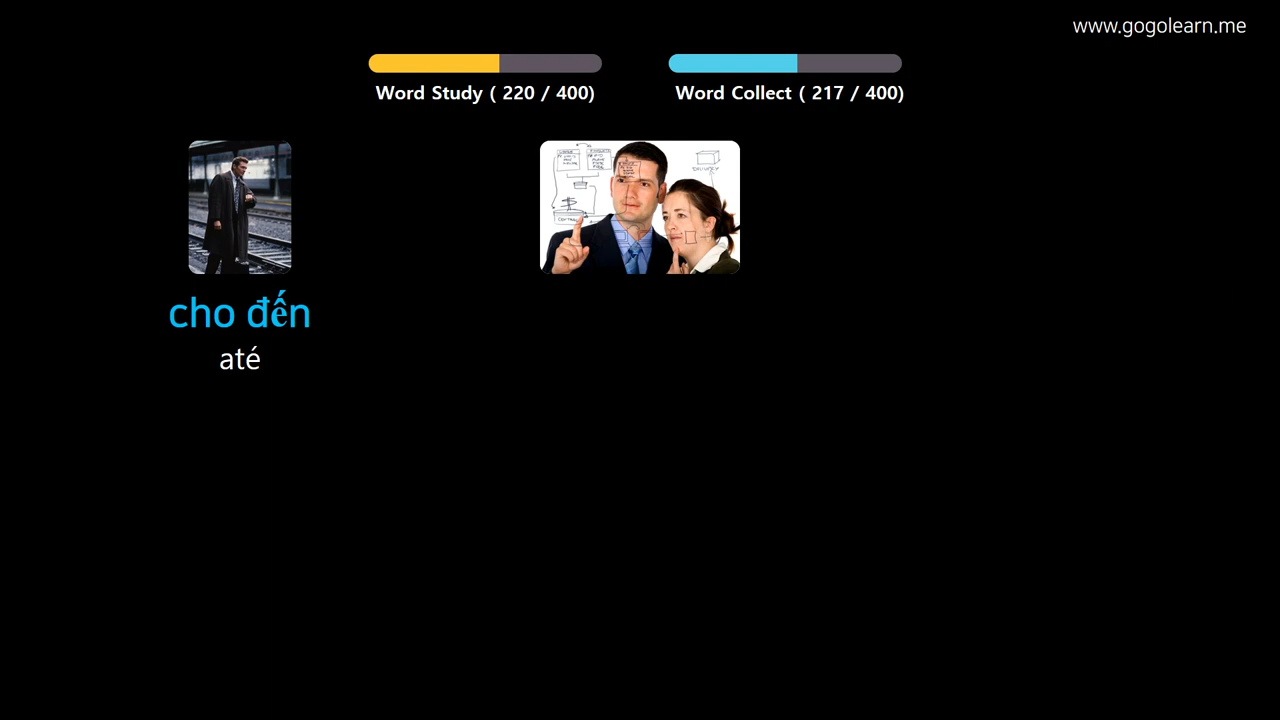 www.gogolearn.me
Word Study ( 220 / 400)
Word Collect ( 217 / 400)
cho đến
até